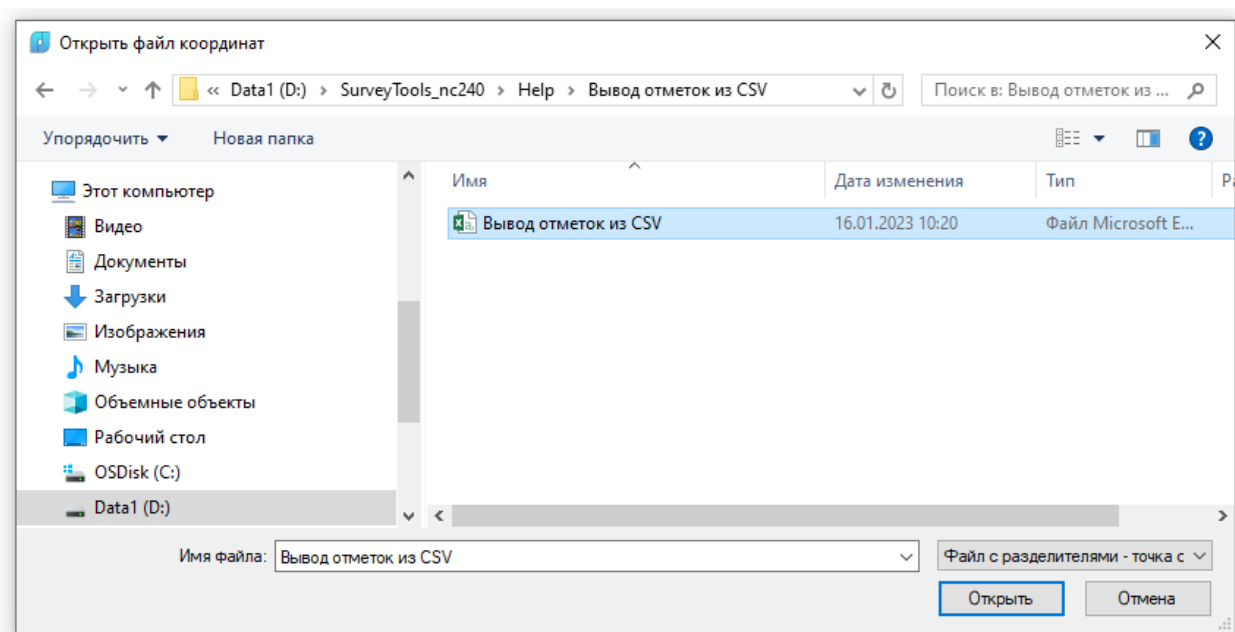 Открыть файл координат
« Data1 (D:) › SurveyTools_nc240 › Help › Вывод отметок из CSV
Поиск в: Вывод отметок из ...
Упорядочить Новая папка
Этот компьютер
Видео
Документы
Загрузки
Изображения
Музыка
Объемные объекты
Рабочий стол
OSDisk (C:)
Data1 (D:)
Имя Дата изменения Тип
Вывод отметок из CSV 16.01.2023 10:20 Файл Microsoft E...
Имя файла: Вывод отметок из CSV Файл с разделителями - точка с
Открыть Отмена